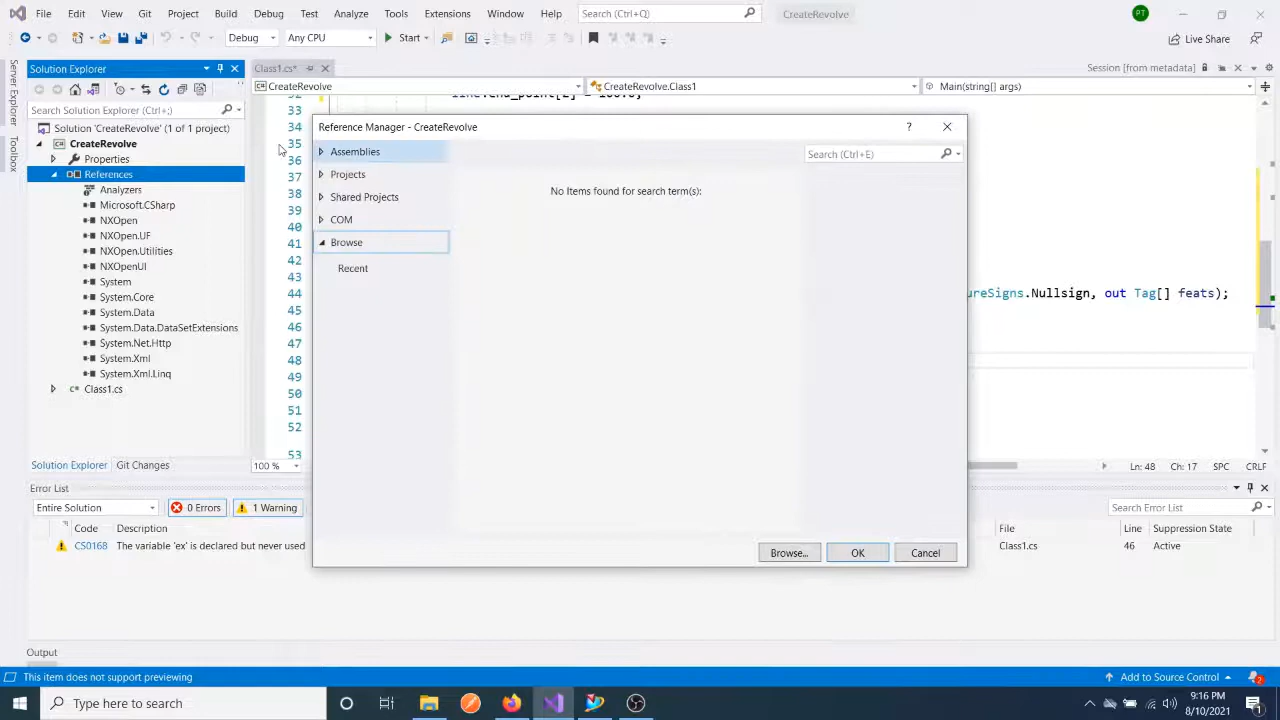 File Edit View Git Project Build Debug Test Analyze Tools Extensions Window Help Search (Ctrl+Q) CreateRevolve PT
Debug Any CPU Start Live Share
Server Explorer
Toolbox
Solution Explorer
Search Solution Explorer (Ctrl+;)
Solution 'CreateRevolve' (1 of 1 project)
CreateRevolve
Properties
References
Analyzers
Microsoft.CSharp
NXOpen
NXOpen.UF
NXOpen.Utilities
NXOpenUI
System
System.Core
System.Data
System.Data.DataSetExtensions
System.Net.Http
System.Xml
System.Xml.Linq
Class1.cs
Solution Explorer Git Changes
Class1.cs* Session [from metadata]
CreateRevolve CreateRevolve.Class1 Main(string[] args)
33
34
35
36
37
38
39
40
41
42
43
44 ureSigns.Nullsign, out Tag[] feats);
45
46
47
48
49
50
51
52
53
100 % Ln: 48 Ch: 17 SPC CRLF
Reference Manager - CreateRevolve ?
Assemblies
Projects
Shared Projects
COM
Browse
Recent
Search (Ctrl+E)
No Items found for search term(s):
Browse... OK Cancel
Error List
Entire Solution 0 Errors 1 Warning Search Error List
Code Description File Line Suppression State
CS0168 The variable 'ex' is declared but never used Class1.cs 46 Active
Output
This item does not support previewing Add to Source Control 2
Type here to search
9:16 PM
8/10/2021